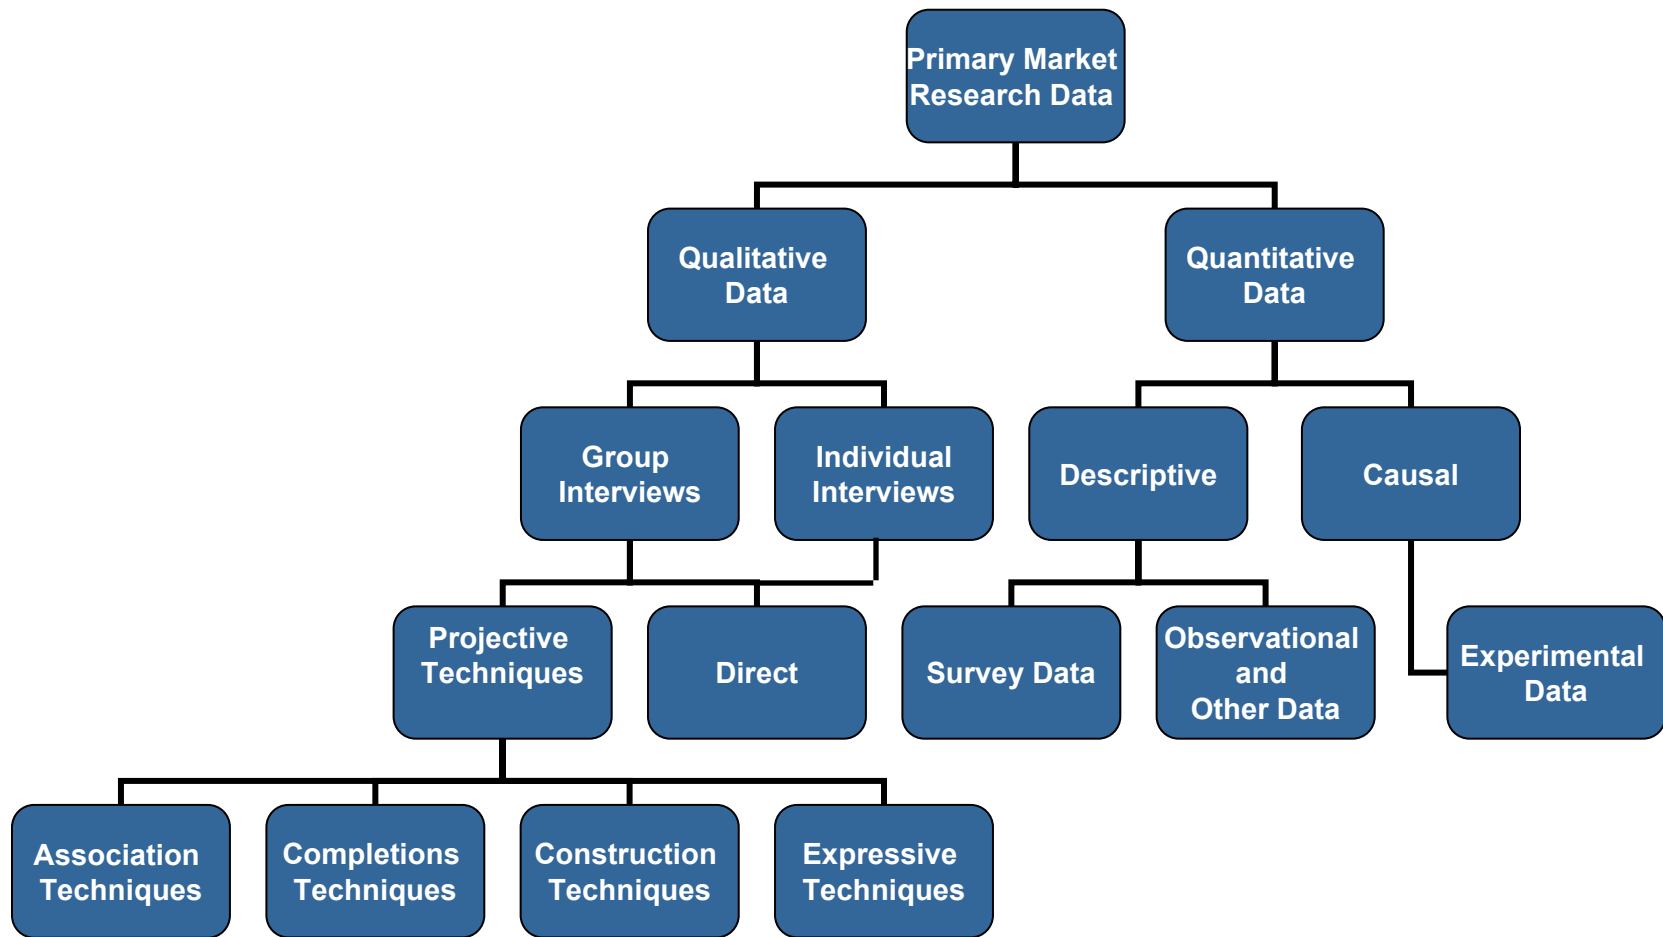 Primary Market
Research Data
Qualitative
Data
Quantitative
Data
Group
Interviews
Individual
Interviews
Descriptive
Causal
Projective
Techniques
Direct
Survey Data
Observational
and
Other Data
Experimental
Data
Association
Techniques
Completions
Techniques
Construction
Techniques
Expressive
Techniques